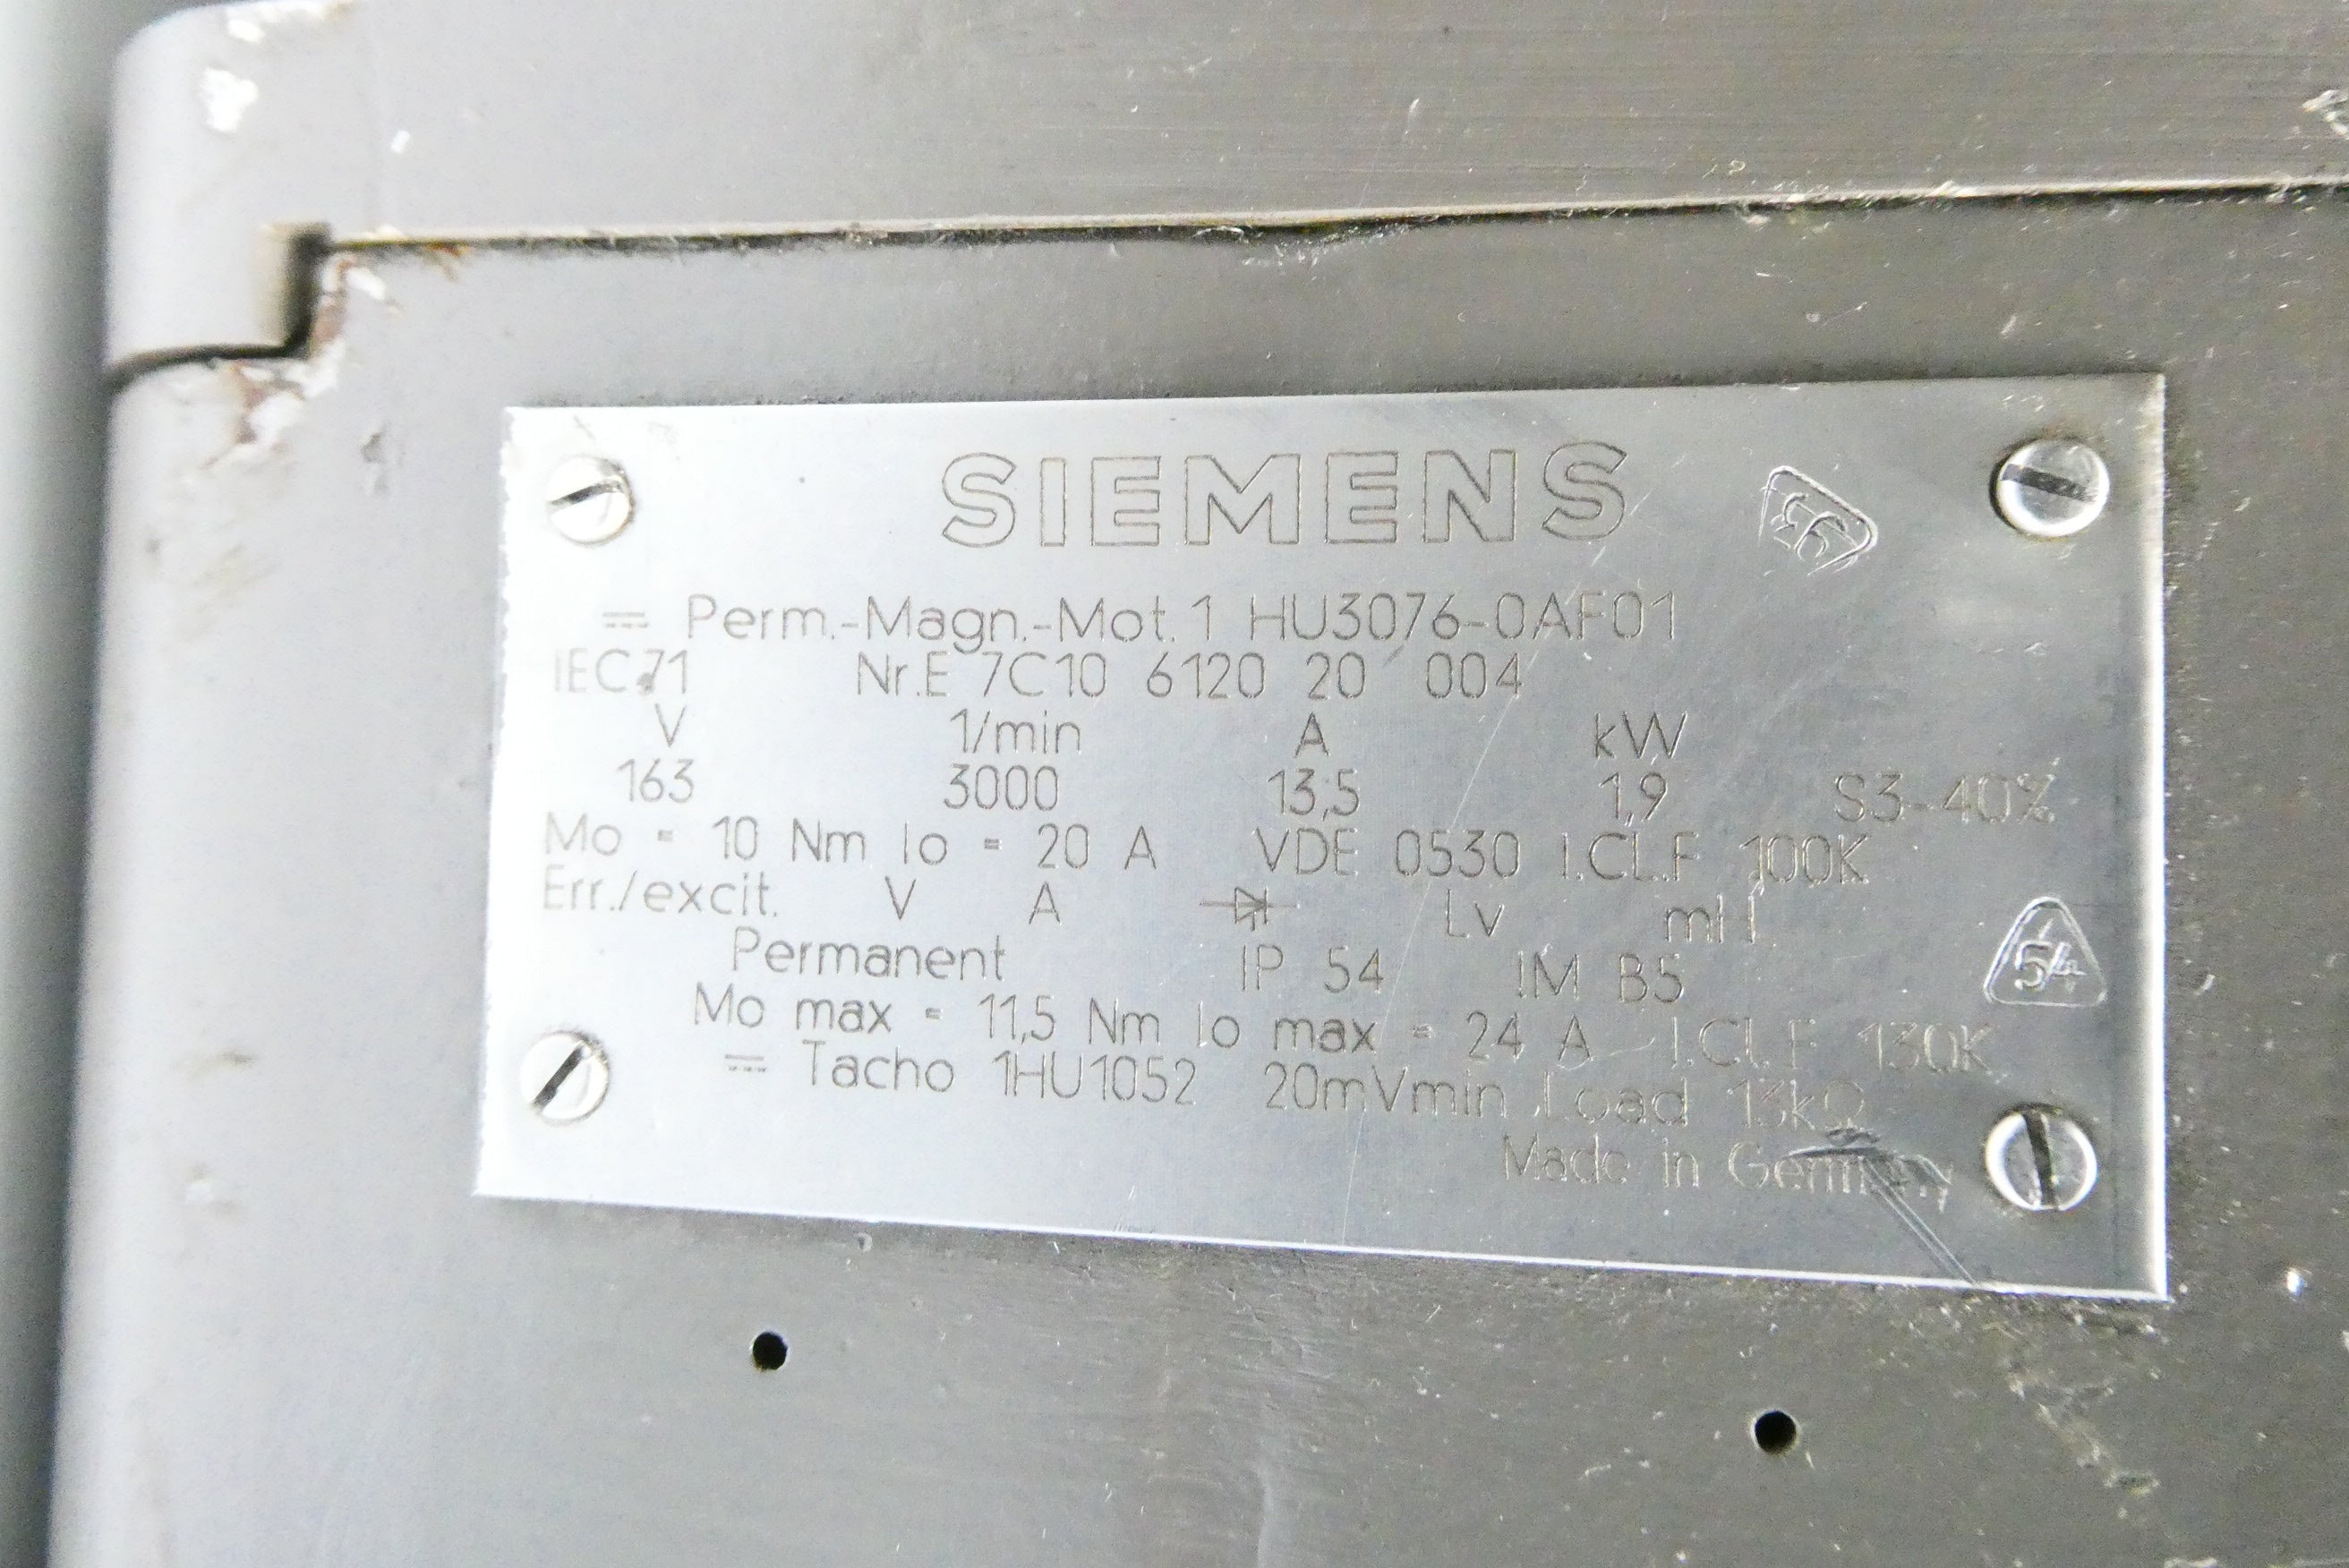 SIEMENS
⎓ Perm.-Magn.-Mot. 1 HU3076-0AF01
IEC 71 Nr.E 7C10 6120 20 004
V 1/min A kW
163 3000 13,5 1,9 S3-40%
Mo = 10 Nm Io = 20 A VDE 0530 I.CL.F 100K
Err./excit. V A Lv mH
Permanent IP 54 IM B5
54
Mo max = 11,5 Nm Io max = 24 A I.CL.F 130K
⎓ Tacho 1HU1052 20mVmin Load 13kΩ
Made in Germany